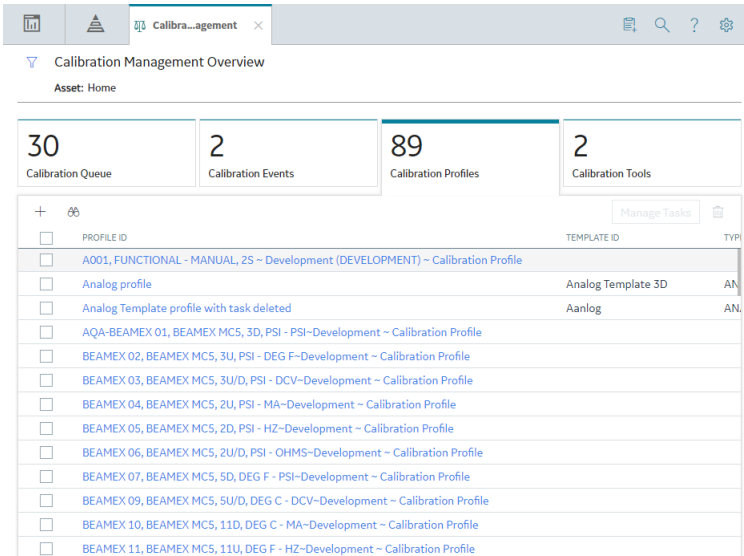 Calibra...agement
Calibration Management Overview
Asset: Home
30
Calibration Queue
2
Calibration Events
89
Calibration Profiles
2
Calibration Tools
Manage Tasks
PROFILE ID TEMPLATE ID TYP
A001, FUNCTIONAL - MANUAL, 2S ~ Development (DEVELOPMENT) ~ Calibration Profile
Analog profile Analog Template 3D AN
Analog Template profile with task deleted Aanlog AN
AQA-BEAMEX 01, BEAMEX MC5, 3D, PSI - PSI~Development ~ Calibration Profile
BEAMEX 02, BEAMEX MC5, 3U, PSI - DEG F~Development ~ Calibration Profile
BEAMEX 03, BEAMEX MC5, 3U/D, PSI - DCV~Development ~ Calibration Profile
BEAMEX 04, BEAMEX MC5, 2U, PSI - MA~Development ~ Calibration Profile
BEAMEX 05, BEAMEX MC5, 2D, PSI - HZ~Development ~ Calibration Profile
BEAMEX 06, BEAMEX MC5, 2U/D, PSI - OHMS~Development ~ Calibration Profile
BEAMEX 07, BEAMEX MC5, 5D, DEG F - PSI~Development ~ Calibration Profile
BEAMEX 09, BEAMEX MC5, 5U/D, DEG C - DCV~Development ~ Calibration Profile
BEAMEX 10, BEAMEX MC5, 11D, DEG C - MA~Development ~ Calibration Profile
BEAMEX 11, BEAMEX MC5, 11U, DEG F - HZ~Development ~ Calibration Profile